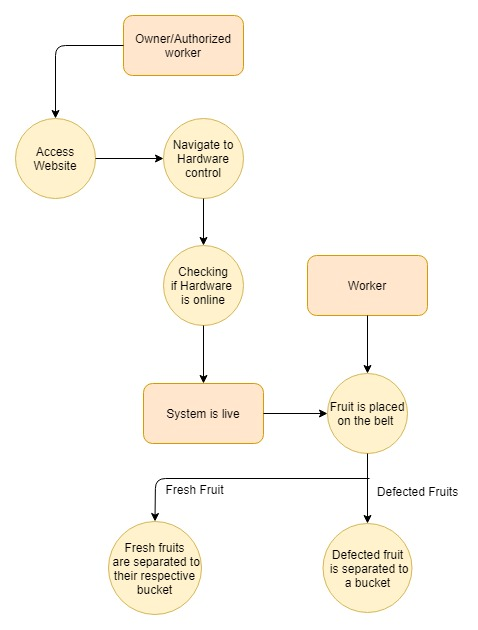 Owner/Authorized
worker
Access
Website
Navigate to
Hardware
control
Checking
if Hardware
is online
Worker
System is live
Fruit is placed
on the belt
Fresh Fruit
Defected Fruits
Fresh fruits
are separated to
their respective
bucket
Defected fruit
is separated to
a bucket